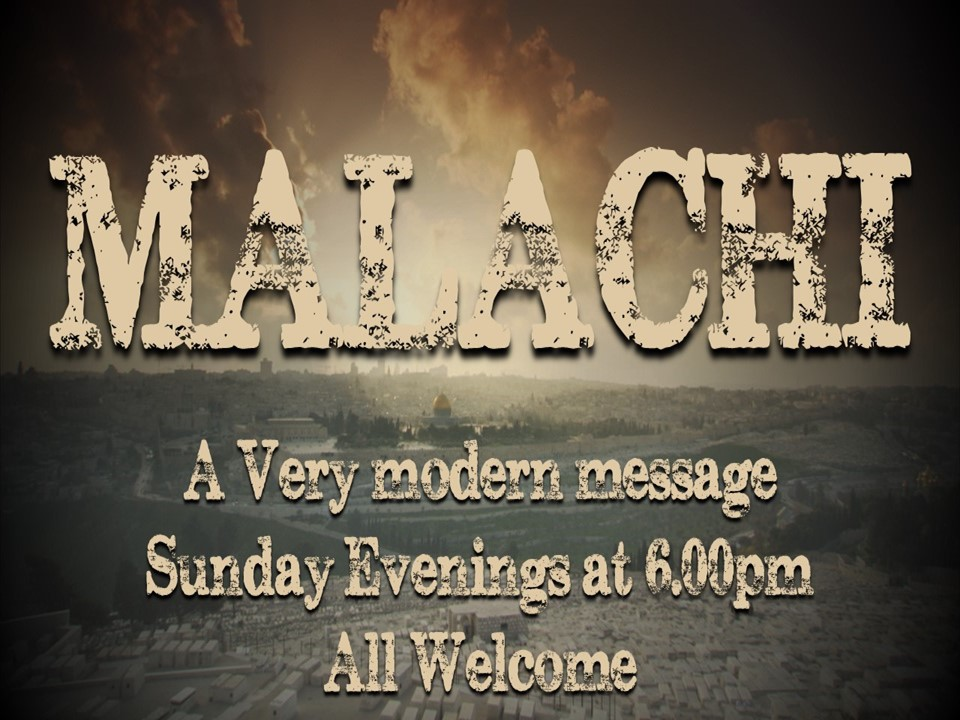 MALACHI
A Very modern message
Sunday Evenings at 6.00pm
All Welcome